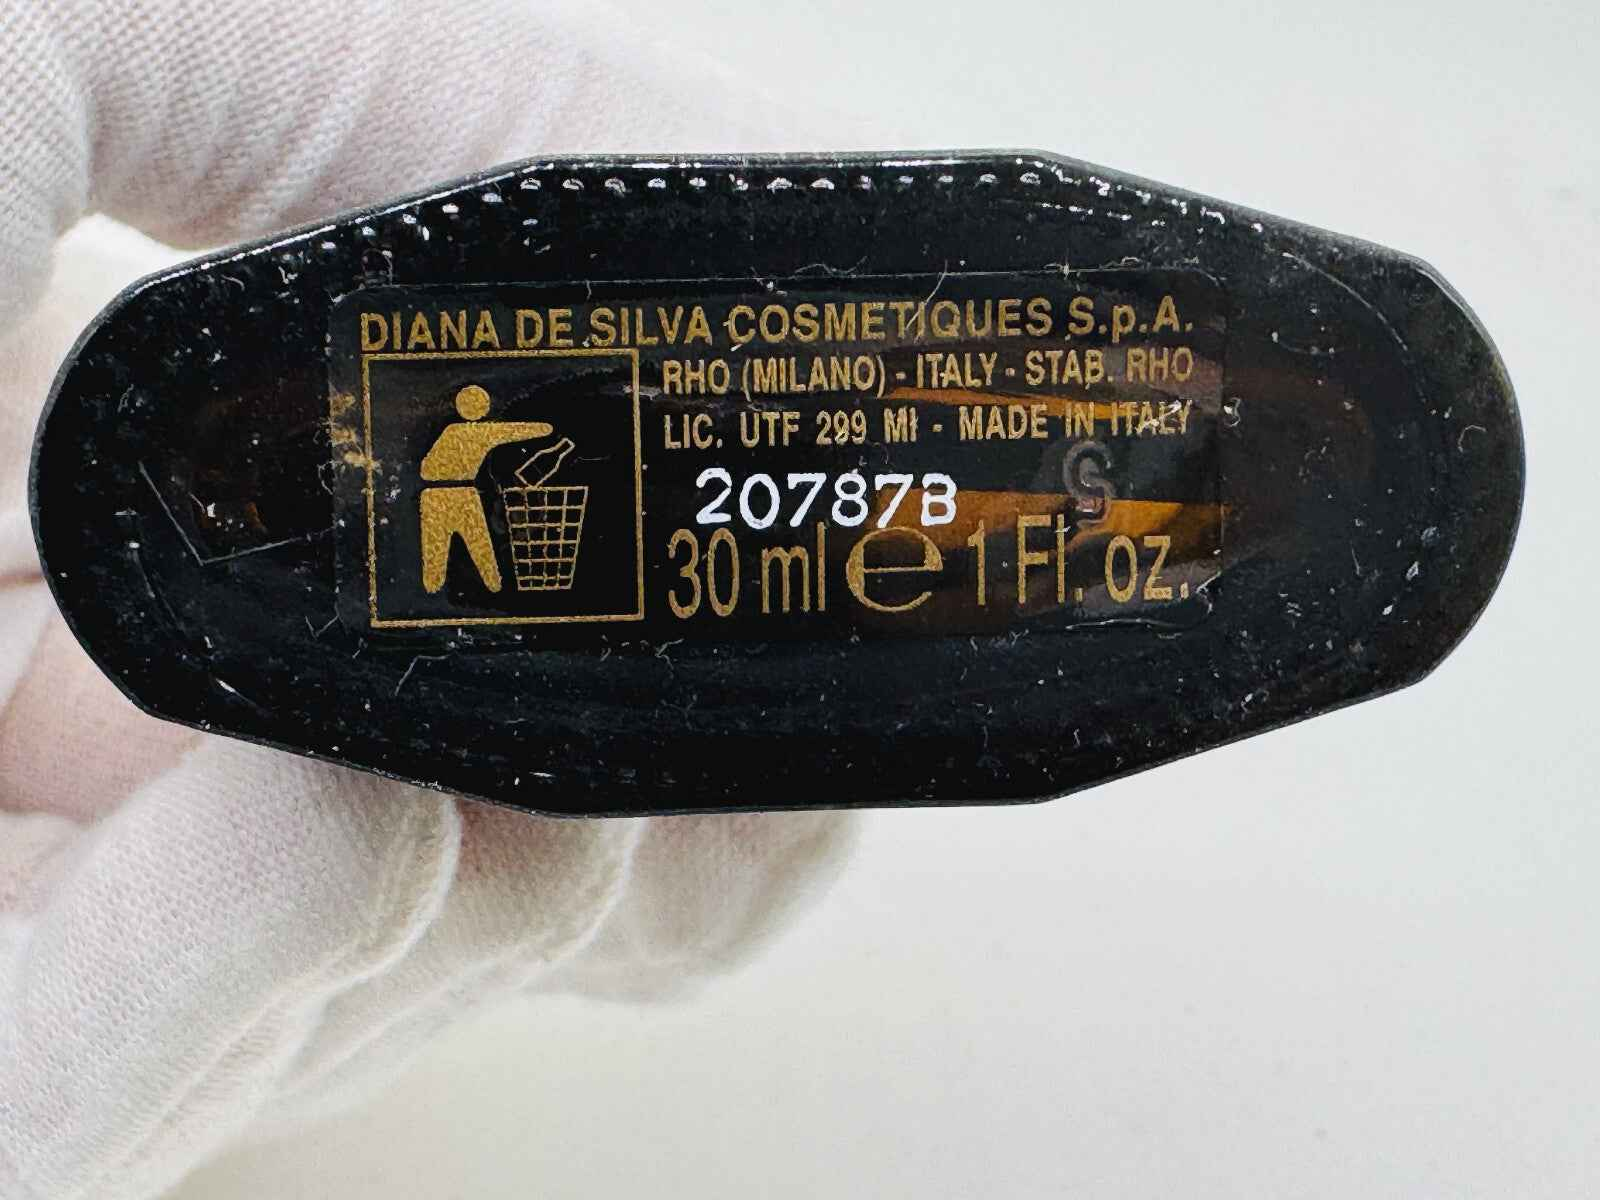 DIANA DE SILVA COSMETIQUES S.p.A.
RHO (MILANO) - ITALY - STAB. RHO
LIC. UTF 299 MI - MADE IN ITALY
20787B
S
30 ml e 1 Fl. oz.